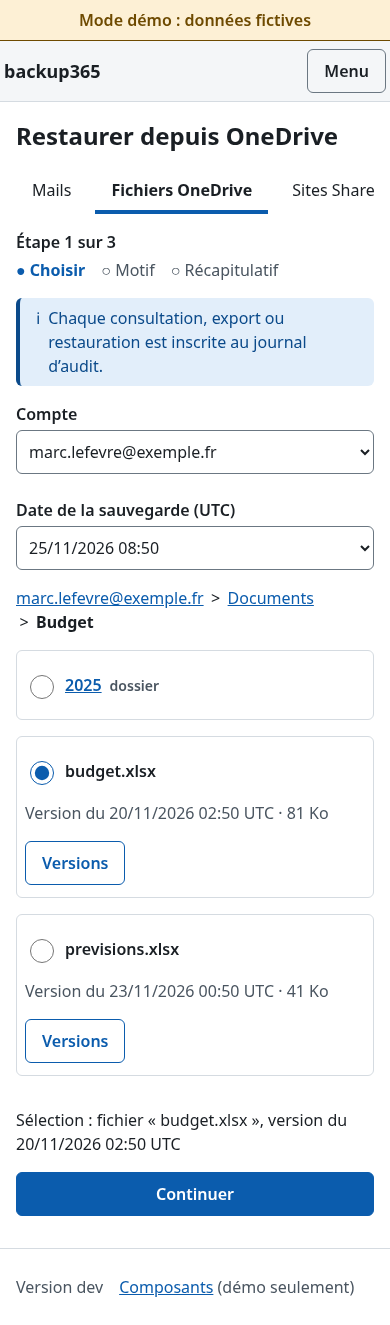 Mode démo : données fictives
backup365
Menu
Restaurer depuis OneDrive
Mails
Fichiers OneDrive
Sites Share
Étape 1 sur 3
● Choisir ○ Motif ○ Récapitulatif
i Chaque consultation, export ou
restauration est inscrite au journal
d’audit.
Compte
marc.lefevre@exemple.fr
Date de la sauvegarde (UTC)
25/11/2026 08:50
marc.lefevre@exemple.fr > Documents
> Budget
2025 dossier
budget.xlsx
Version du 20/11/2026 02:50 UTC · 81 Ko
Versions
previsions.xlsx
Version du 23/11/2026 00:50 UTC · 41 Ko
Versions
Sélection : fichier « budget.xlsx », version du
20/11/2026 02:50 UTC
Continuer
Version dev Composants (démo seulement)